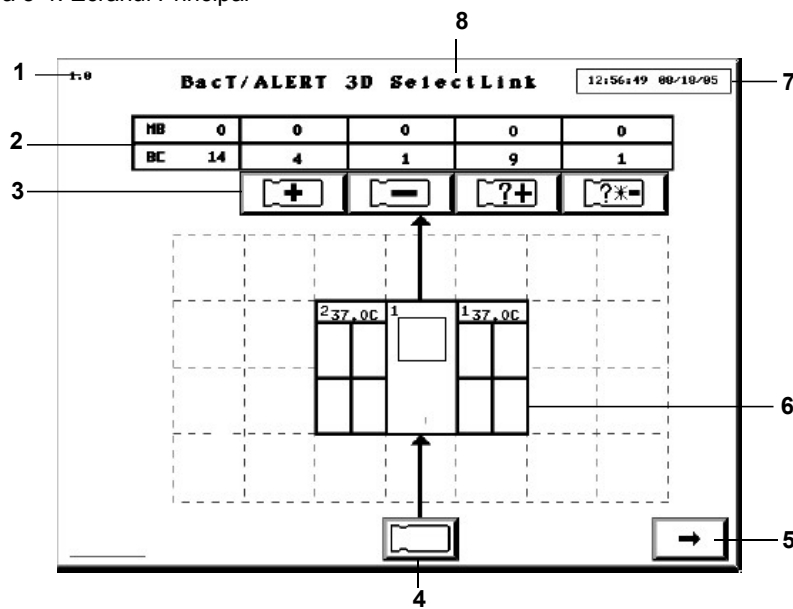 Ecranul Principal
8
1
1.0
BacT/ALERT 3D SelectLink
12:56:49 08/18/05
7
2
MB 0 0 0 0 0
BC 14 4 1 9 1
3
+ − ?+ ?*-
2 37.0C 1 1 37.0C
6
→
5
4